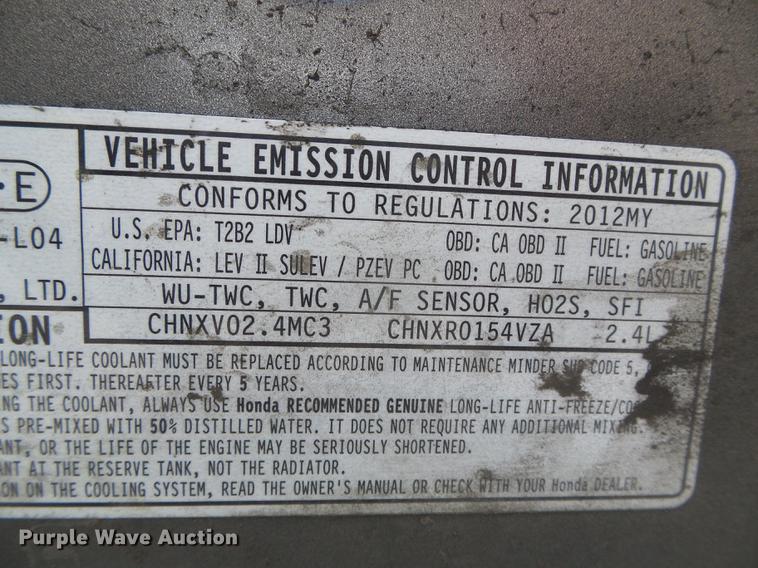 VEHICLE EMISSION CONTROL INFORMATION
CONFORMS TO REGULATIONS: 2012MY
U.S. EPA: T2B2 LDV OBD: CA OBD II FUEL: GASOLINE
CALIFORNIA: LEV II SULEV / PZEV PC OBD: CA OBD II FUEL: GASOLINE
WU-TWC, TWC, A/F SENSOR, HO2S, SFI
CHNXV02.4MC3 CHNXR0154VZA 2.4L
E
-L04
, LTD.
ION
LONG-LIFE COOLANT MUST BE REPLACED ACCORDING TO MAINTENANCE MINDER SUB CODE 5,
ES FIRST. THEREAFTER EVERY 5 YEARS.
NG THE COOLANT, ALWAYS USE Honda RECOMMENDED GENUINE LONG-LIFE ANTI-FREEZE/COO
S PRE-MIXED WITH 50% DISTILLED WATER. IT DOES NOT REQUIRE ANY ADDITIONAL MIXING.
ANT, OR THE LIFE OF THE ENGINE MAY BE SERIOUSLY SHORTENED.
ANT AT THE RESERVE TANK, NOT THE RADIATOR.
ON ON THE COOLING SYSTEM, READ THE OWNER'S MANUAL OR CHECK WITH YOUR Honda DEALER.
Purple Wave Auction